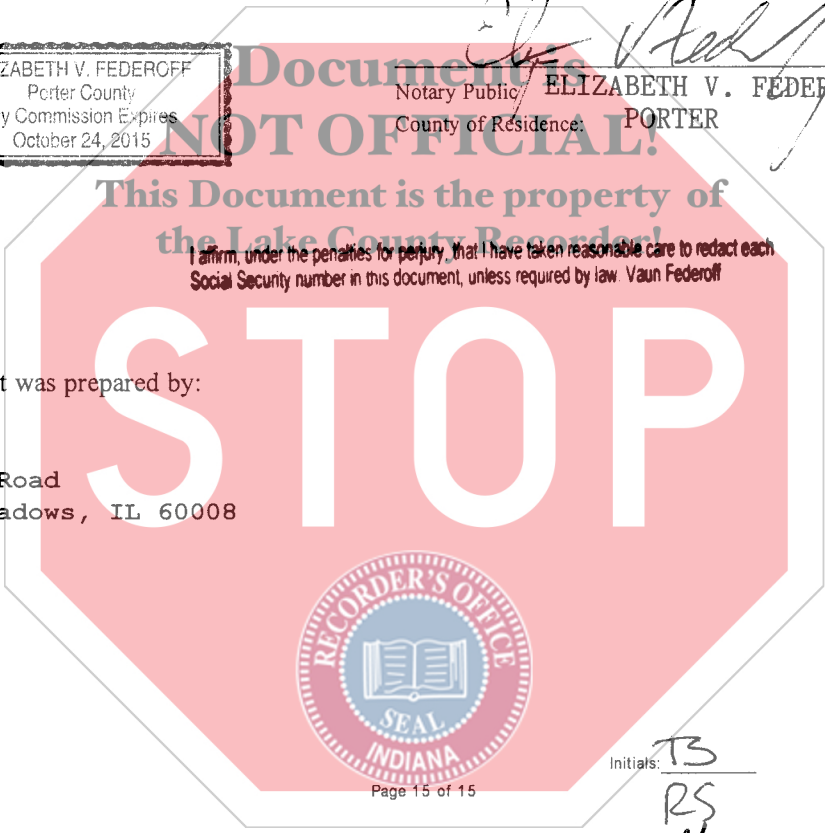 ZABETH V. FEDEROFF
Porter County
y Commission Expires
October 24, 2015
Document is
NOT OFFICIAL!
This Document is the property of
the Lake County Recorder!
Notary Public ELIZABETH V. FEDER
County of Residence: PORTER
I affirm, under the penalties for perjury, that I have taken reasonable care to redact each
Social Security number in this document, unless required by law. Vaun Federoff
STOP
t was prepared by:
Road
adows, IL 60008
RECORDER'S OFFICE
SEAL
INDIANA
Page 15 of 15
Initials: TB
RS